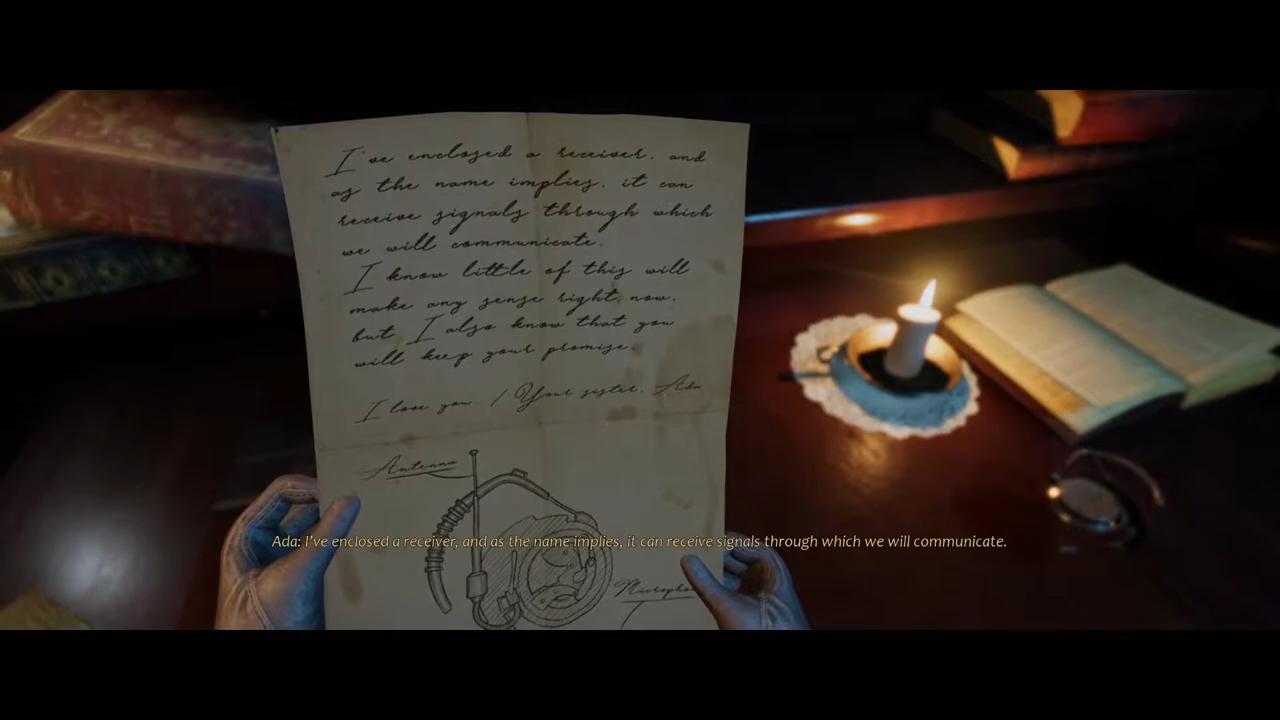 I've enclosed a receiver, and
as the name implies, it can
receive signals through which
we will communicate.
I know little of this will
make any sense right now,
but I also know that you
will keep your promise.
I love you / Your sister, Ada
Antenna
Ada: I've enclosed a receiver, and as the name implies, it can receive signals through which we will communicate.